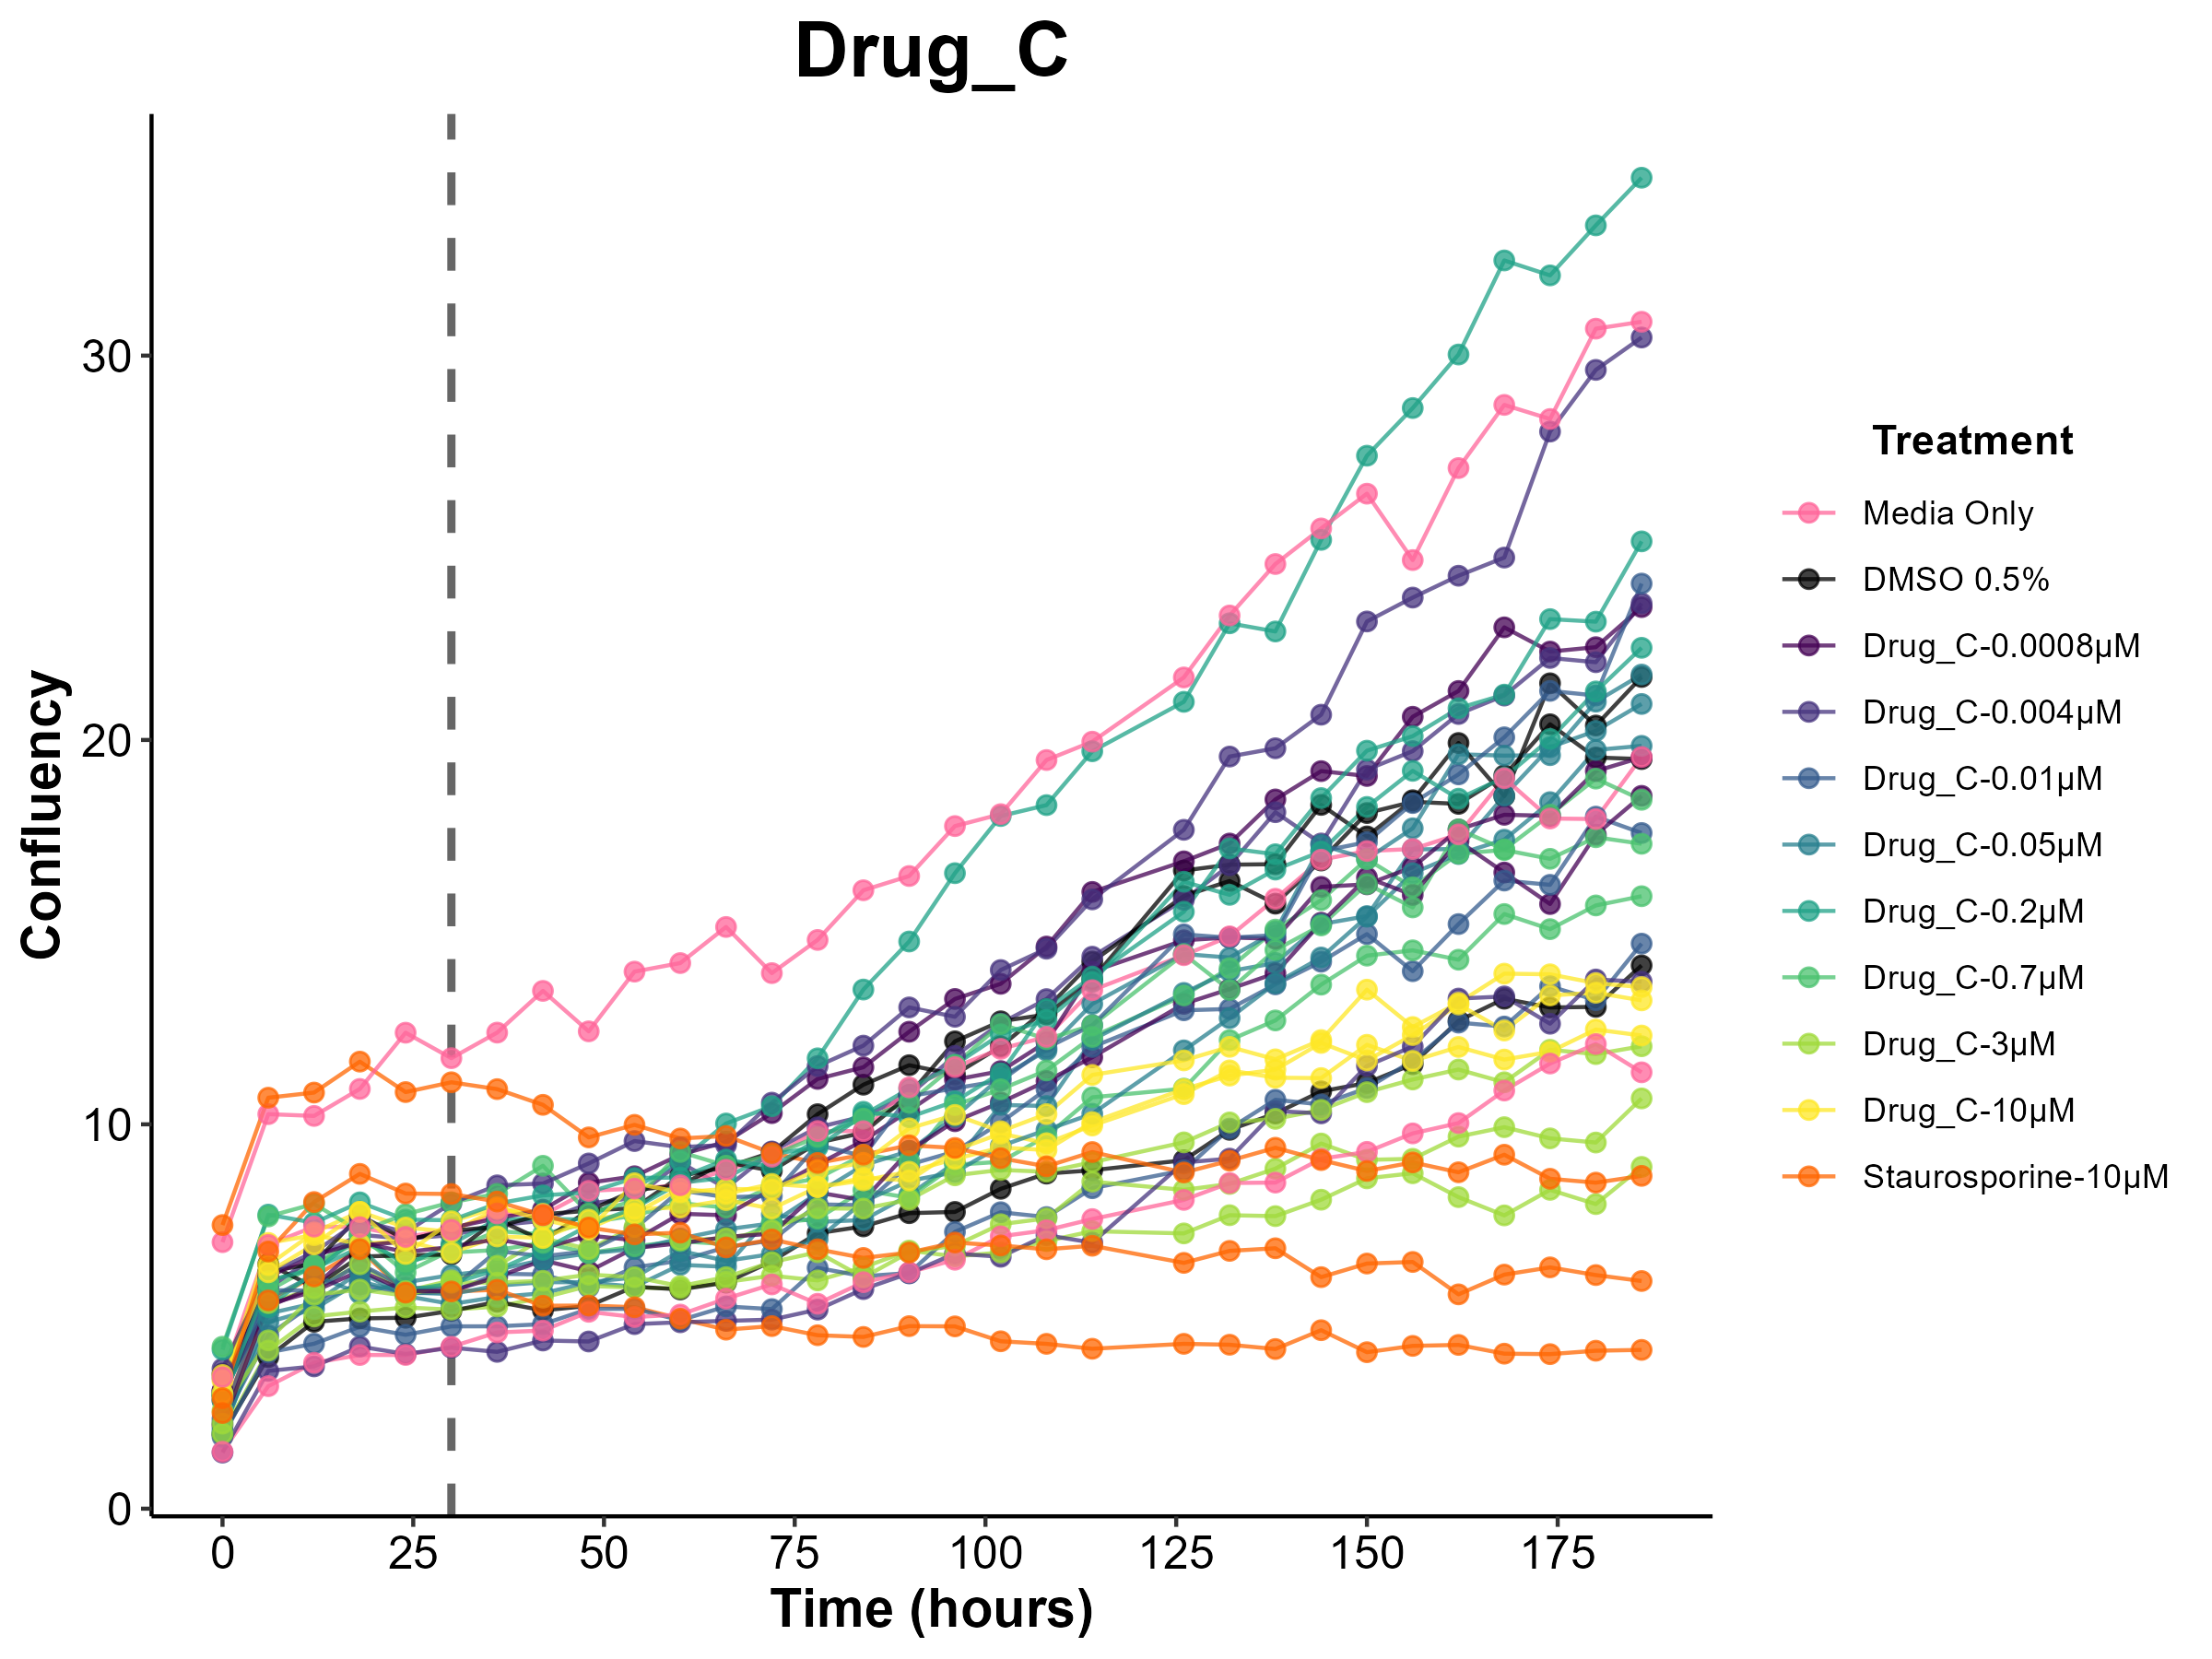 Drug_C
Confluency
30
20
10
0
0 25 50 75 100 125 150 175
Time (hours)
Treatment
Media Only
DMSO 0.5%
Drug_C-0.0008µM
Drug_C-0.004µM
Drug_C-0.01µM
Drug_C-0.05µM
Drug_C-0.2µM
Drug_C-0.7µM
Drug_C-3µM
Drug_C-10µM
Staurosporine-10µM